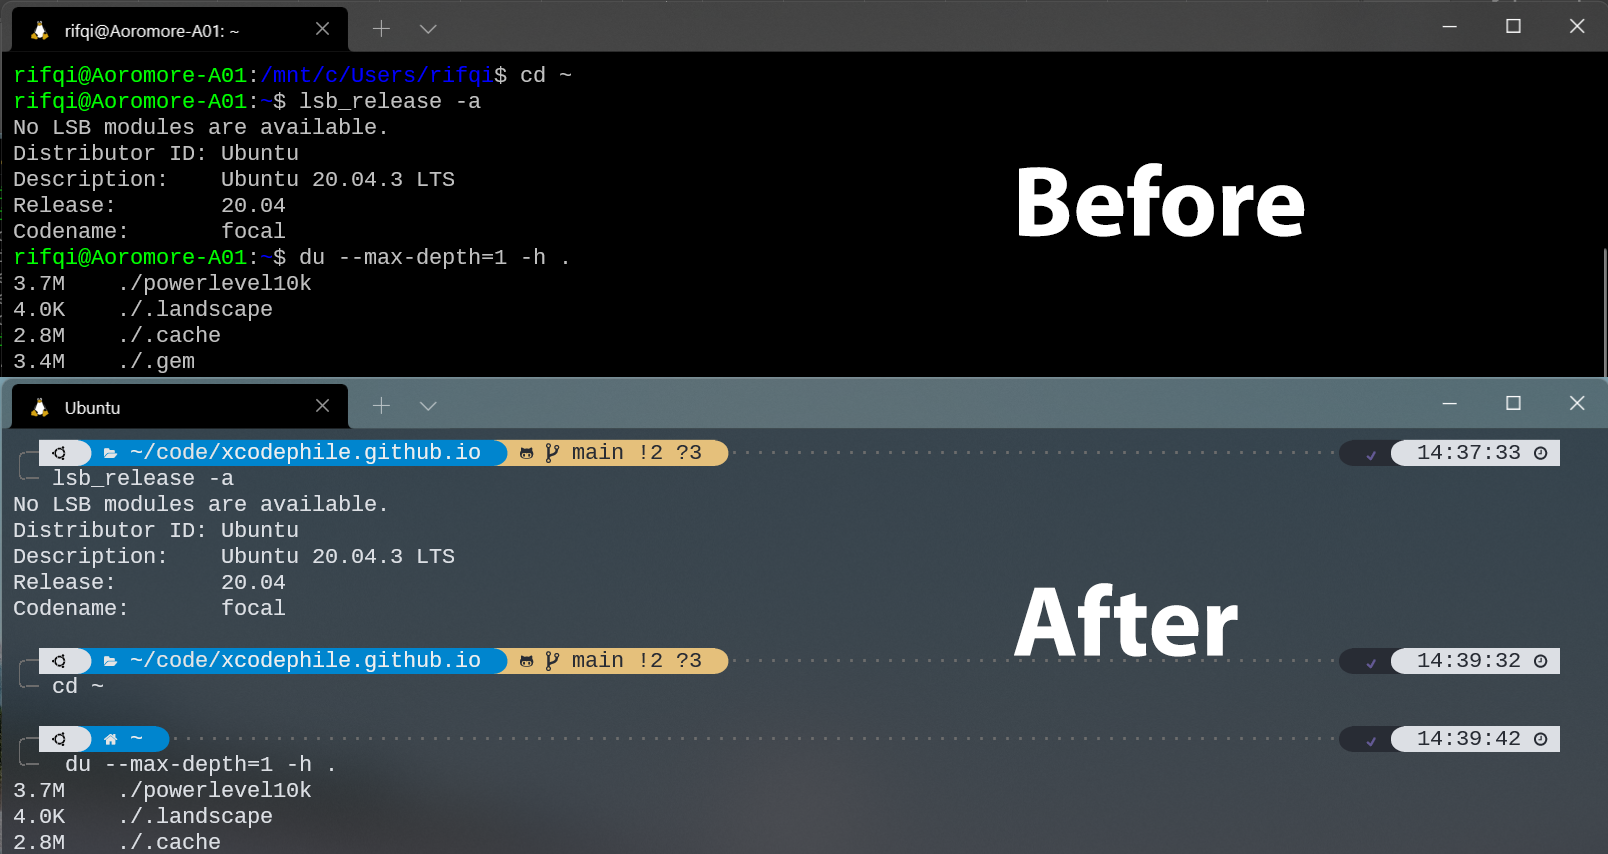 rifqi@Aoromore-A01: ~
rifqi@Aoromore-A01:/mnt/c/Users/rifqi$ cd ~
rifqi@Aoromore-A01:~$ lsb_release -a
No LSB modules are available.
Distributor ID: Ubuntu
Description:    Ubuntu 20.04.3 LTS
Release:        20.04
Codename:       focal
rifqi@Aoromore-A01:~$ du --max-depth=1 -h .
3.7M    ./powerlevel10k
4.0K    ./.landscape
2.8M    ./.cache
3.4M    ./.gem
Before
Ubuntu
~/code/xcodephile.github.io main !2 ?3 14:37:33
lsb_release -a
No LSB modules are available.
Distributor ID: Ubuntu
Description:    Ubuntu 20.04.3 LTS
Release:        20.04
Codename:       focal
After
~/code/xcodephile.github.io main !2 ?3 14:39:32
cd ~
~ 14:39:42
du --max-depth=1 -h .
3.7M    ./powerlevel10k
4.0K    ./.landscape
2.8M    ./.cache